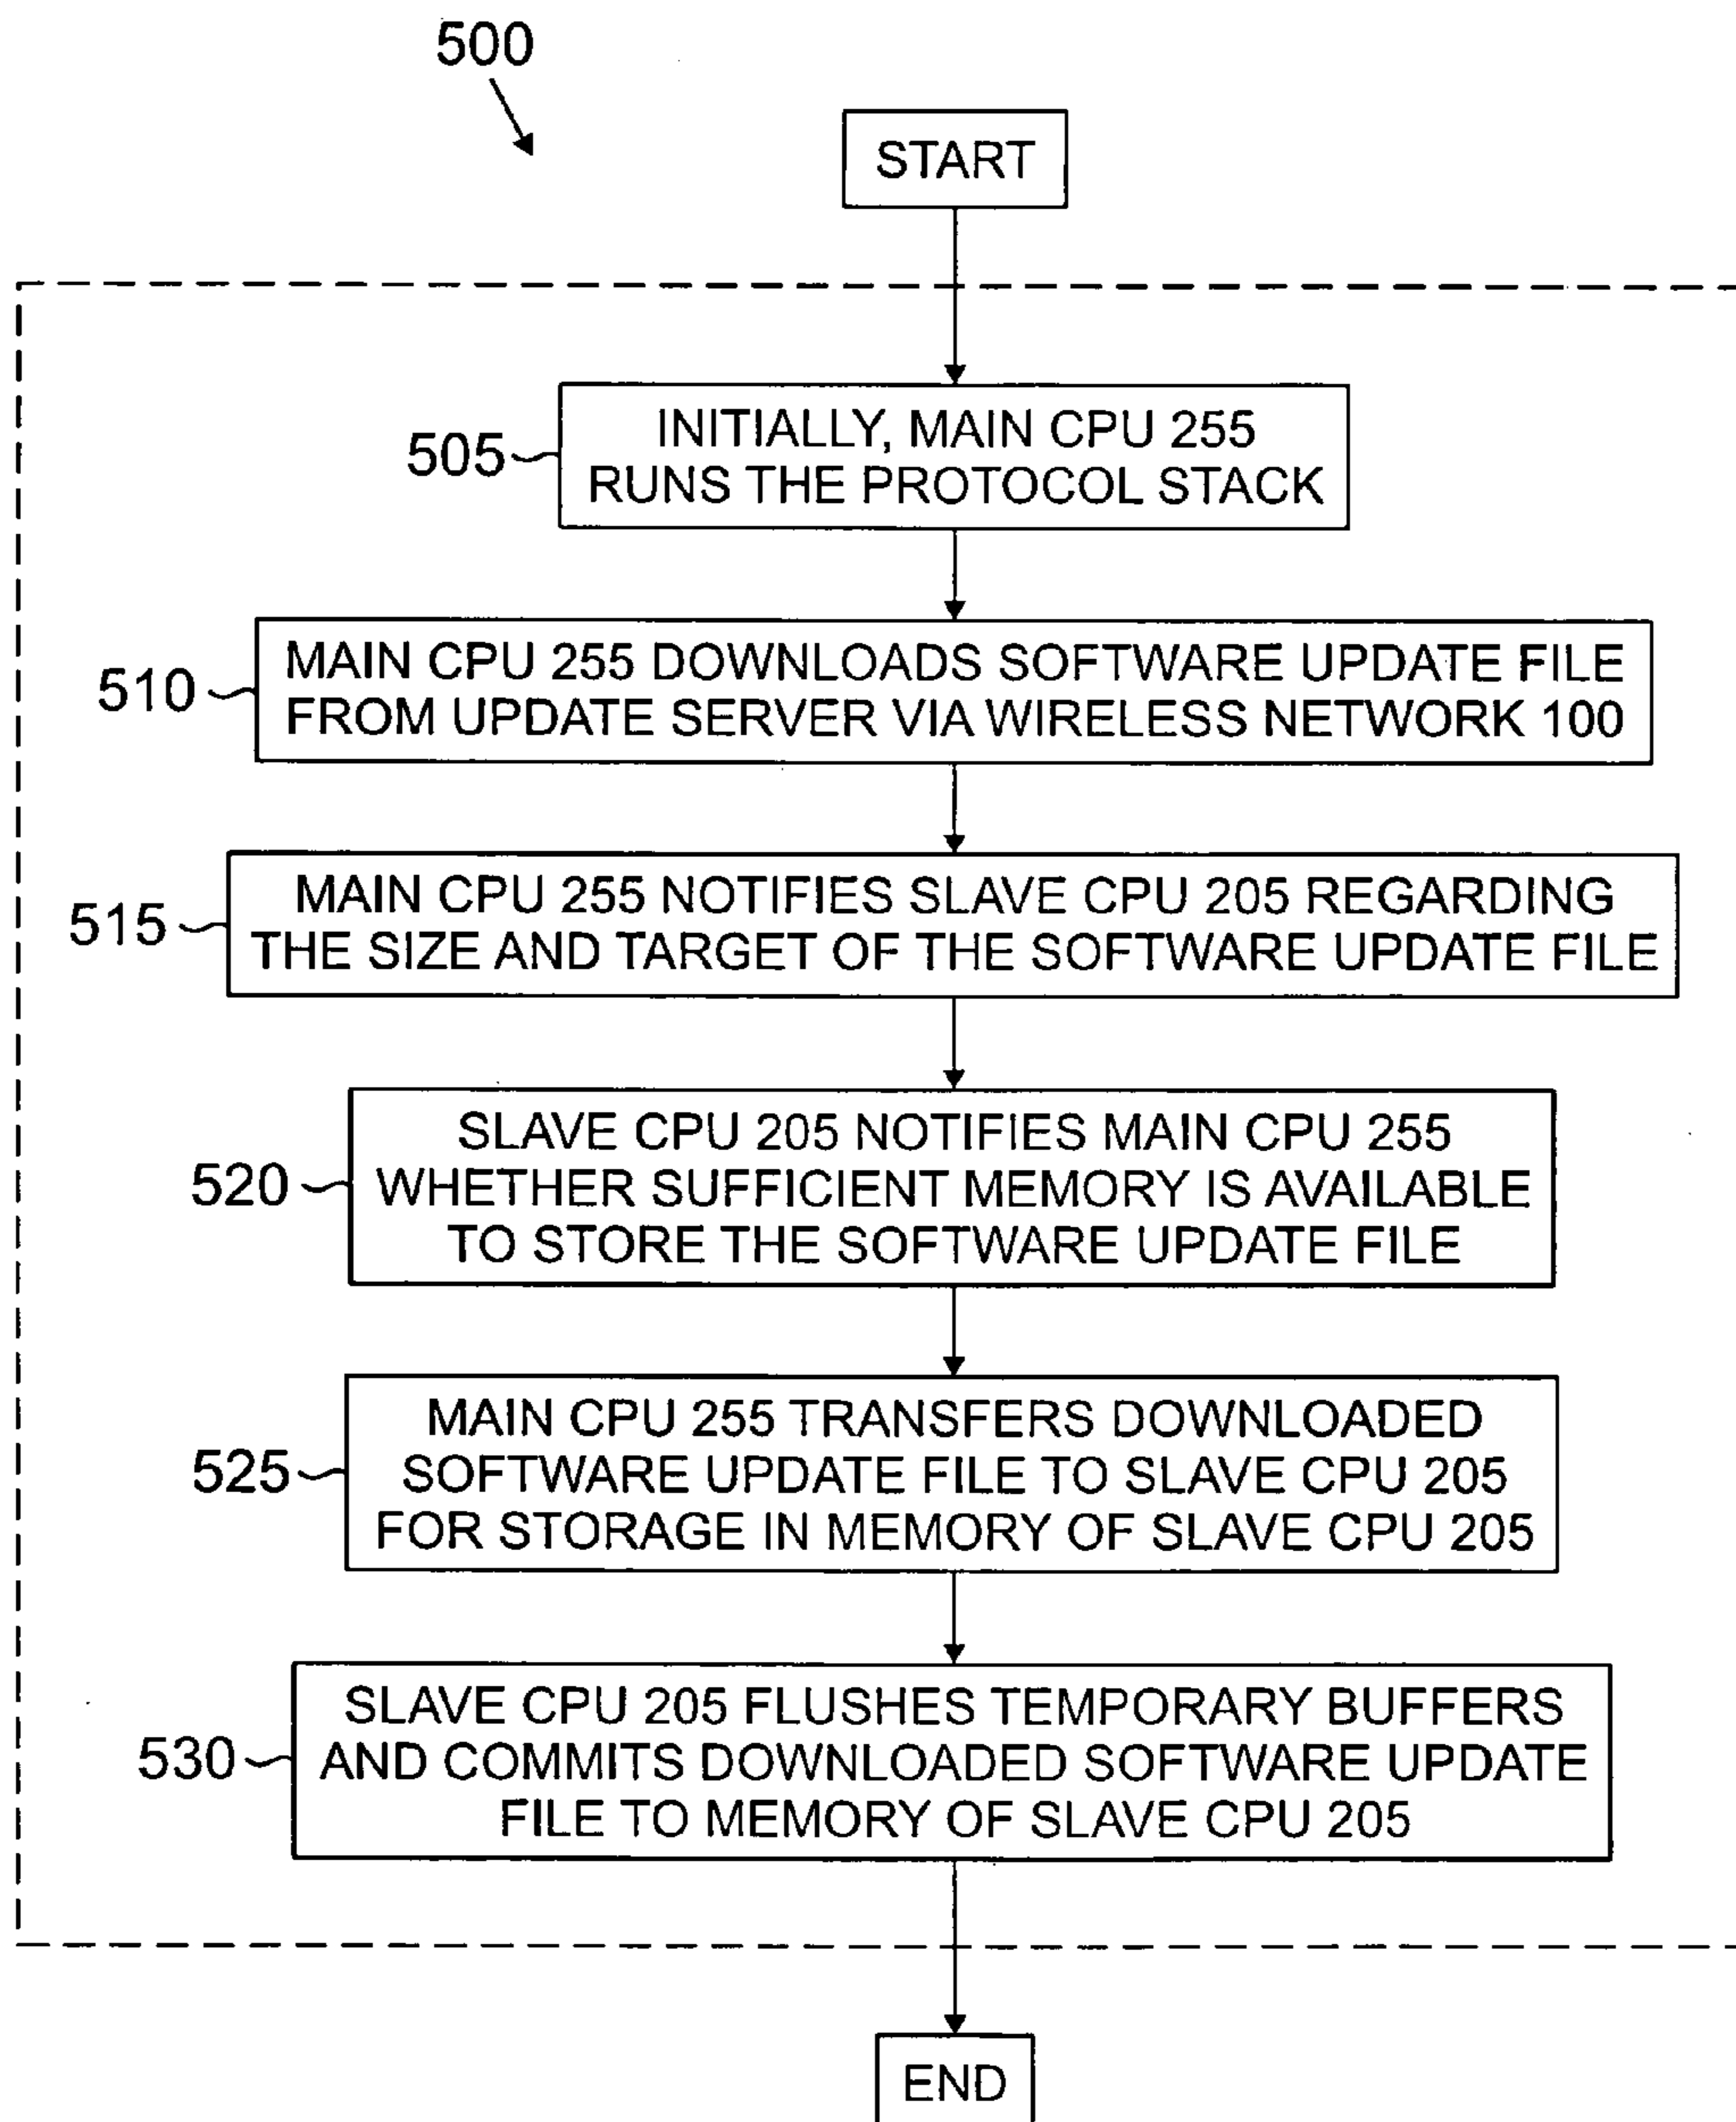 500
START
505
INITIALLY, MAIN CPU 255
RUNS THE PROTOCOL STACK
510
MAIN CPU 255 DOWNLOADS SOFTWARE UPDATE FILE
FROM UPDATE SERVER VIA WIRELESS NETWORK 100
515
MAIN CPU 255 NOTIFIES SLAVE CPU 205 REGARDING
THE SIZE AND TARGET OF THE SOFTWARE UPDATE FILE
520
SLAVE CPU 205 NOTIFIES MAIN CPU 255
WHETHER SUFFICIENT MEMORY IS AVAILABLE
TO STORE THE SOFTWARE UPDATE FILE
525
MAIN CPU 255 TRANSFERS DOWNLOADED
SOFTWARE UPDATE FILE TO SLAVE CPU 205
FOR STORAGE IN MEMORY OF SLAVE CPU 205
530
SLAVE CPU 205 FLUSHES TEMPORARY BUFFERS
AND COMMITS DOWNLOADED SOFTWARE UPDATE
FILE TO MEMORY OF SLAVE CPU 205
END